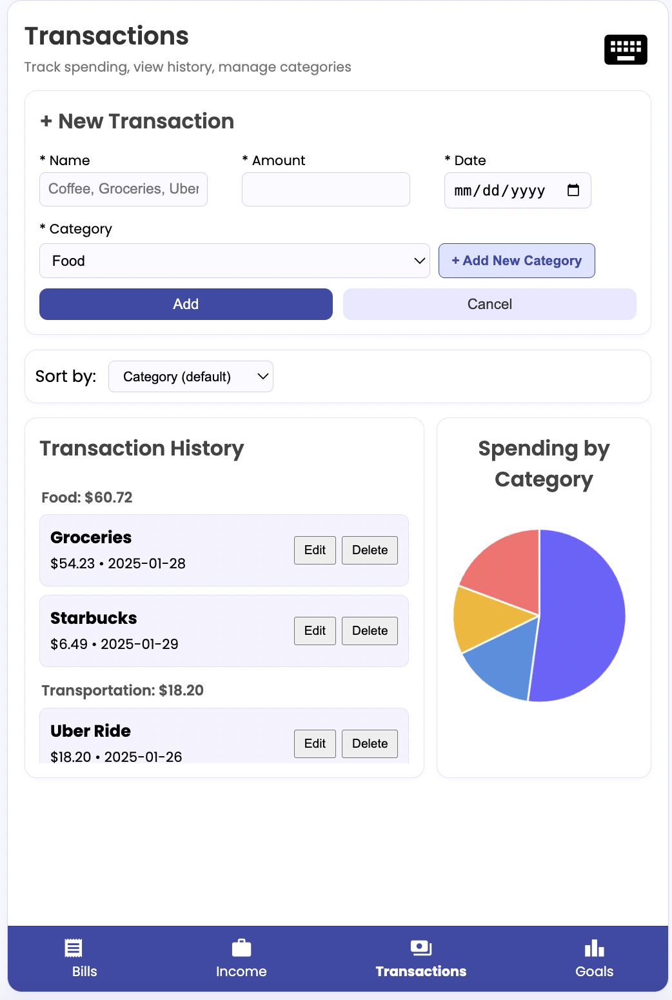 Transactions
Track spending, view history, manage categories
+ New Transaction
* Name
* Amount
* Date
Coffee, Groceries, Uber
mm/dd/yyyy
* Category
Food
+ Add New Category
Add
Cancel
Sort by:
Category (default)
Transaction History
Food: $60.72
Groceries
$54.23 • 2025-01-28
Edit
Delete
Starbucks
$6.49 • 2025-01-29
Edit
Delete
Transportation: $18.20
Uber Ride
$18.20 • 2025-01-26
Edit
Delete
Spending by
Category
Bills
Income
Transactions
Goals